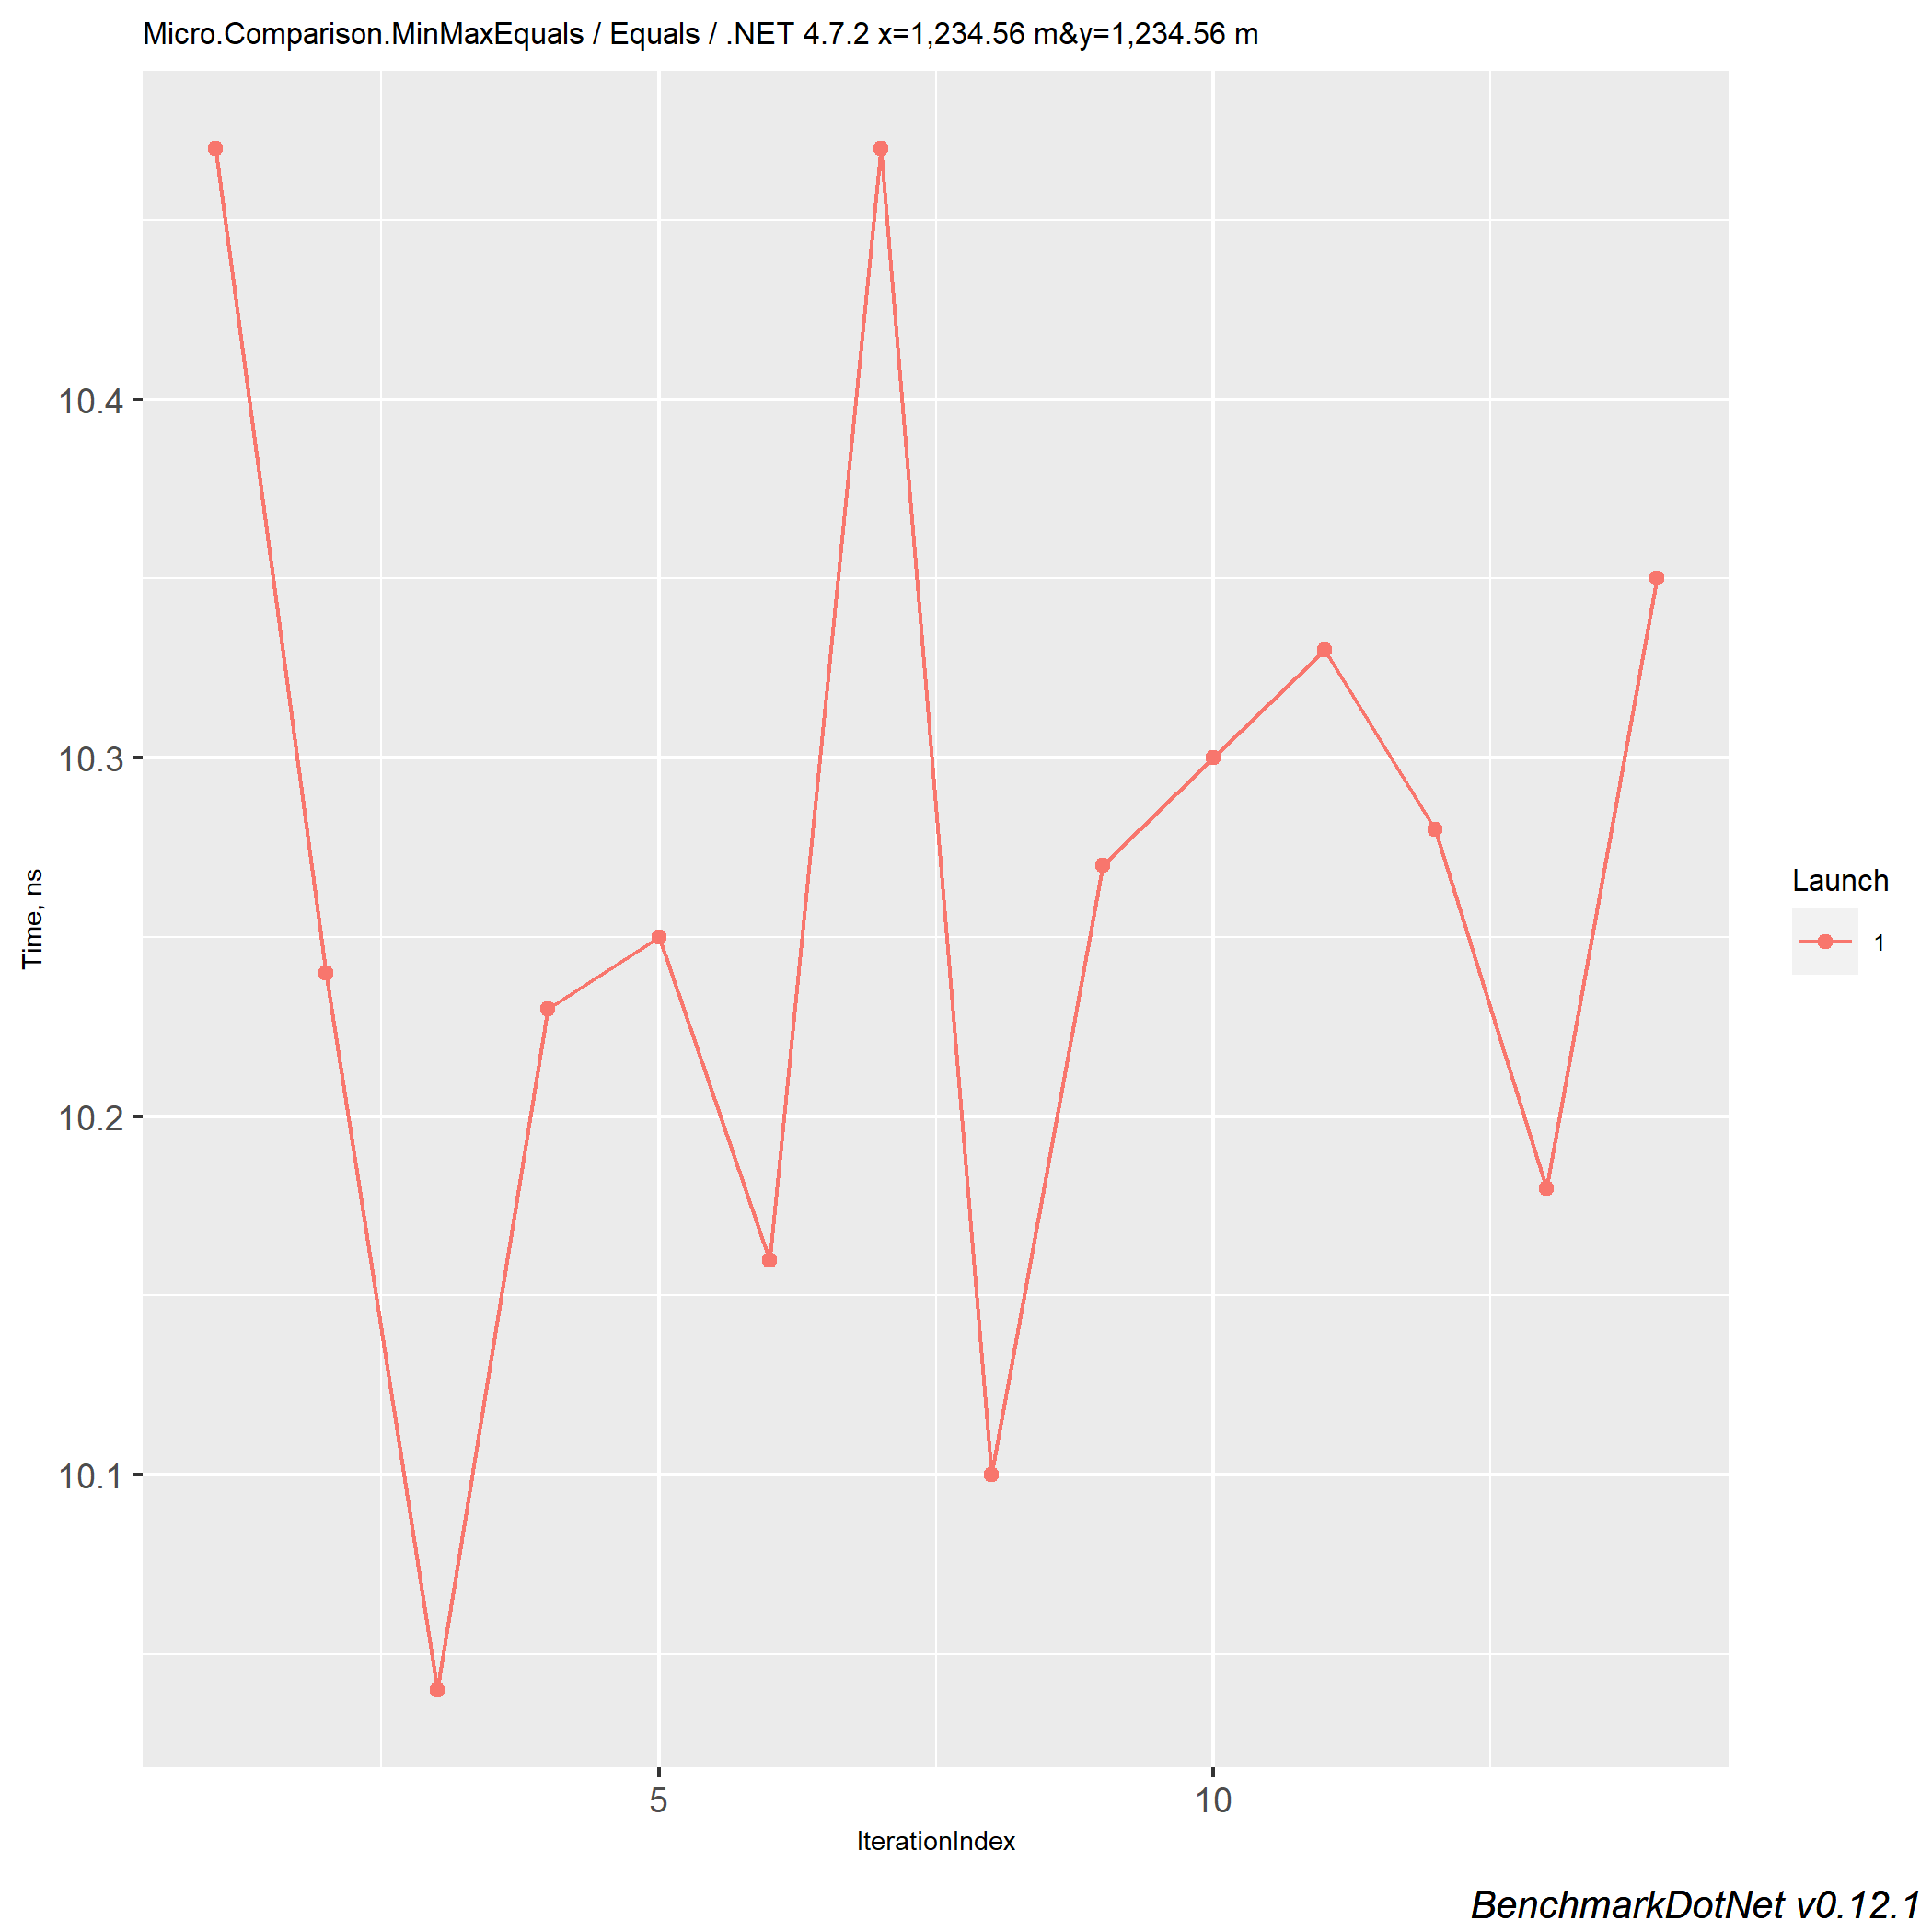 Micro.Comparison.MinMaxEquals / Equals / .NET 4.7.2 x=1,234.56 m&y=1,234.56 m
10.4
10.3
10.2
10.1
Time, ns
5
10
IterationIndex
Launch
1
BenchmarkDotNet v0.12.1